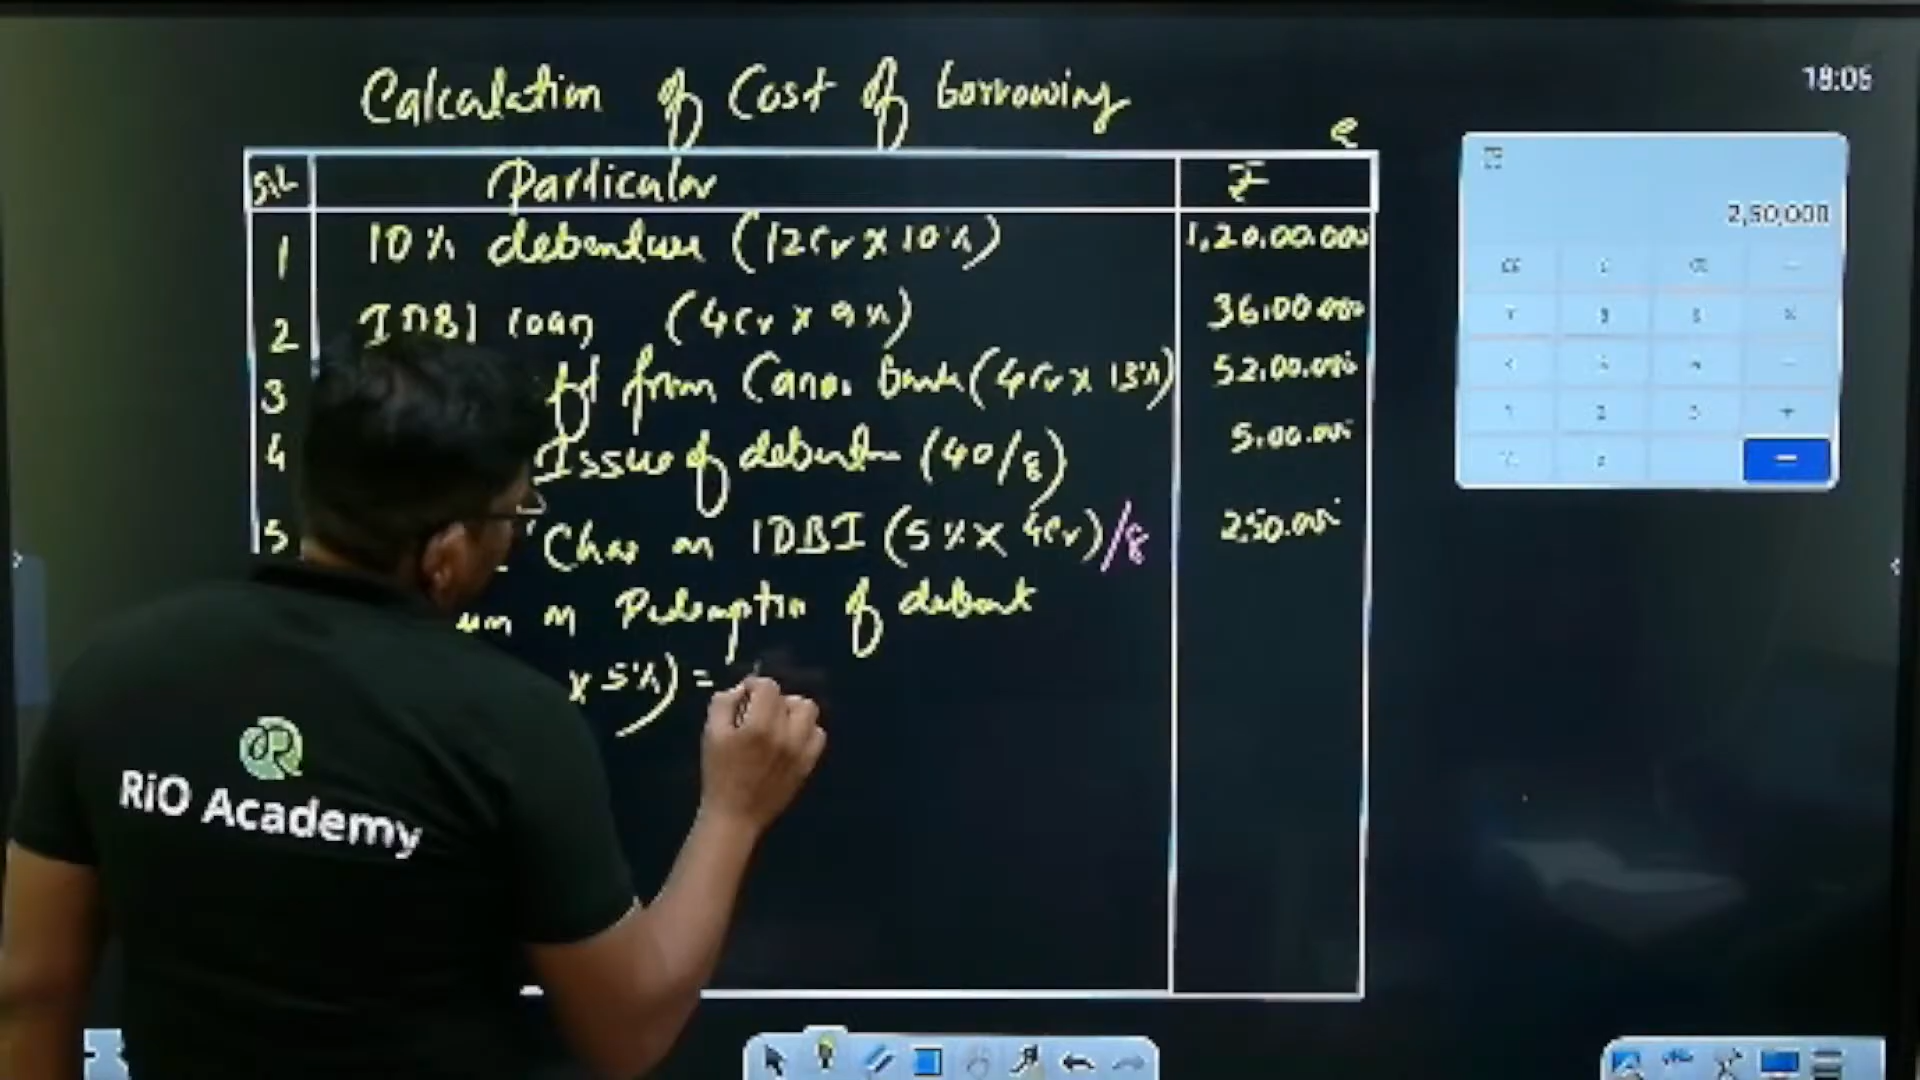 Calculation of Cost of borrowing
18:06
Particular ₹
1 10% debenture (12Cr x 10%) 1,20,00,000
2 IDBI loan (4Cr x 9%) 36,00,000
3 from Canara bank (4Cr x 13%) 52,00,000
4 Issue of debenture (40/8) 5,00,000
5 Char on IDBI (5% x 4Cr)/8 2,50,000
on Redemption of debent
x 5%) =
2,50,000
RiO Academy